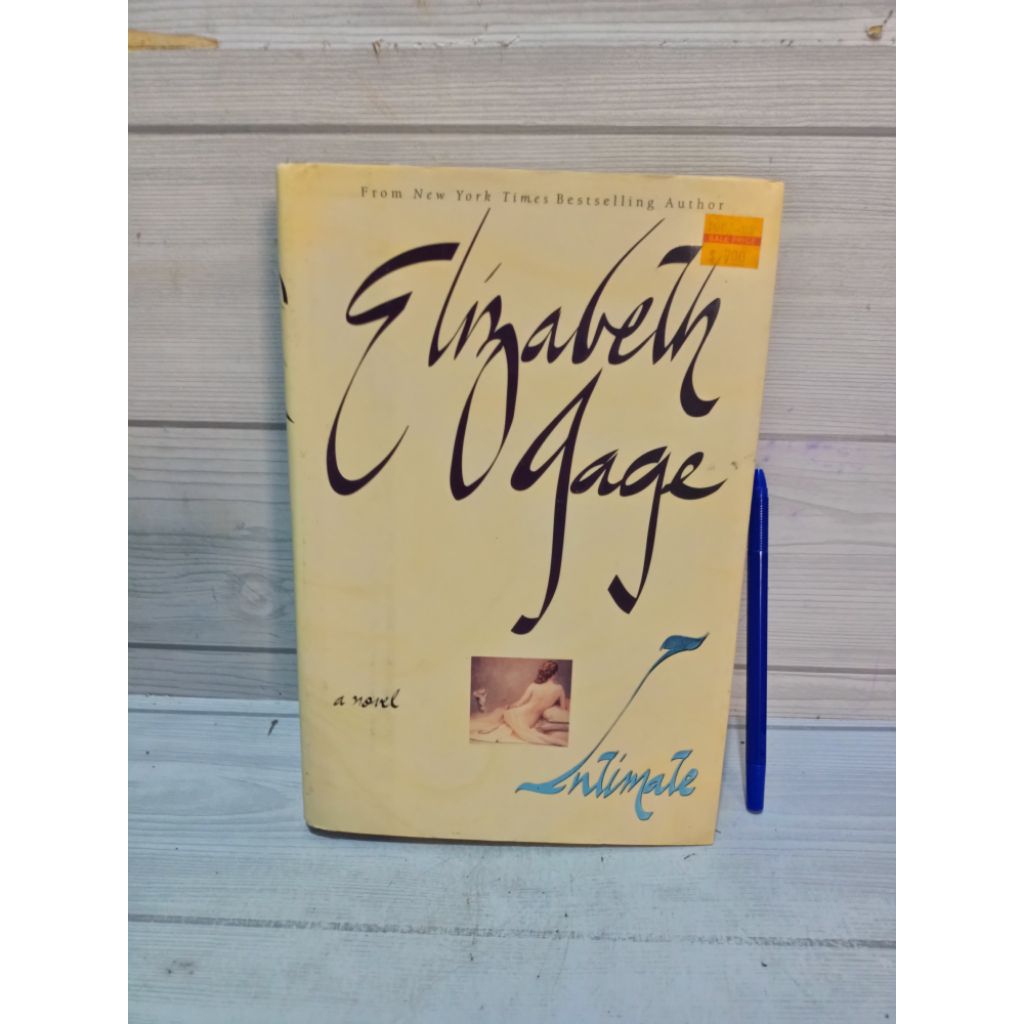 From New York Times Bestselling Author
SALE PRICE
Elizabeth
Gage
a novel
Intimate